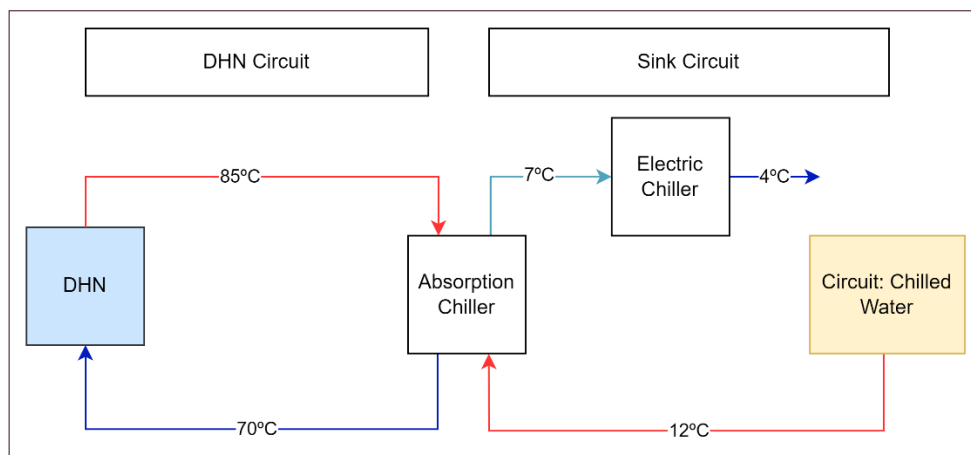 DHN Circuit
Sink Circuit
Electric
Chiller
85ºC
7ºC
4ºC
DHN
Absorption
Chiller
Circuit: Chilled
Water
70ºC
12ºC